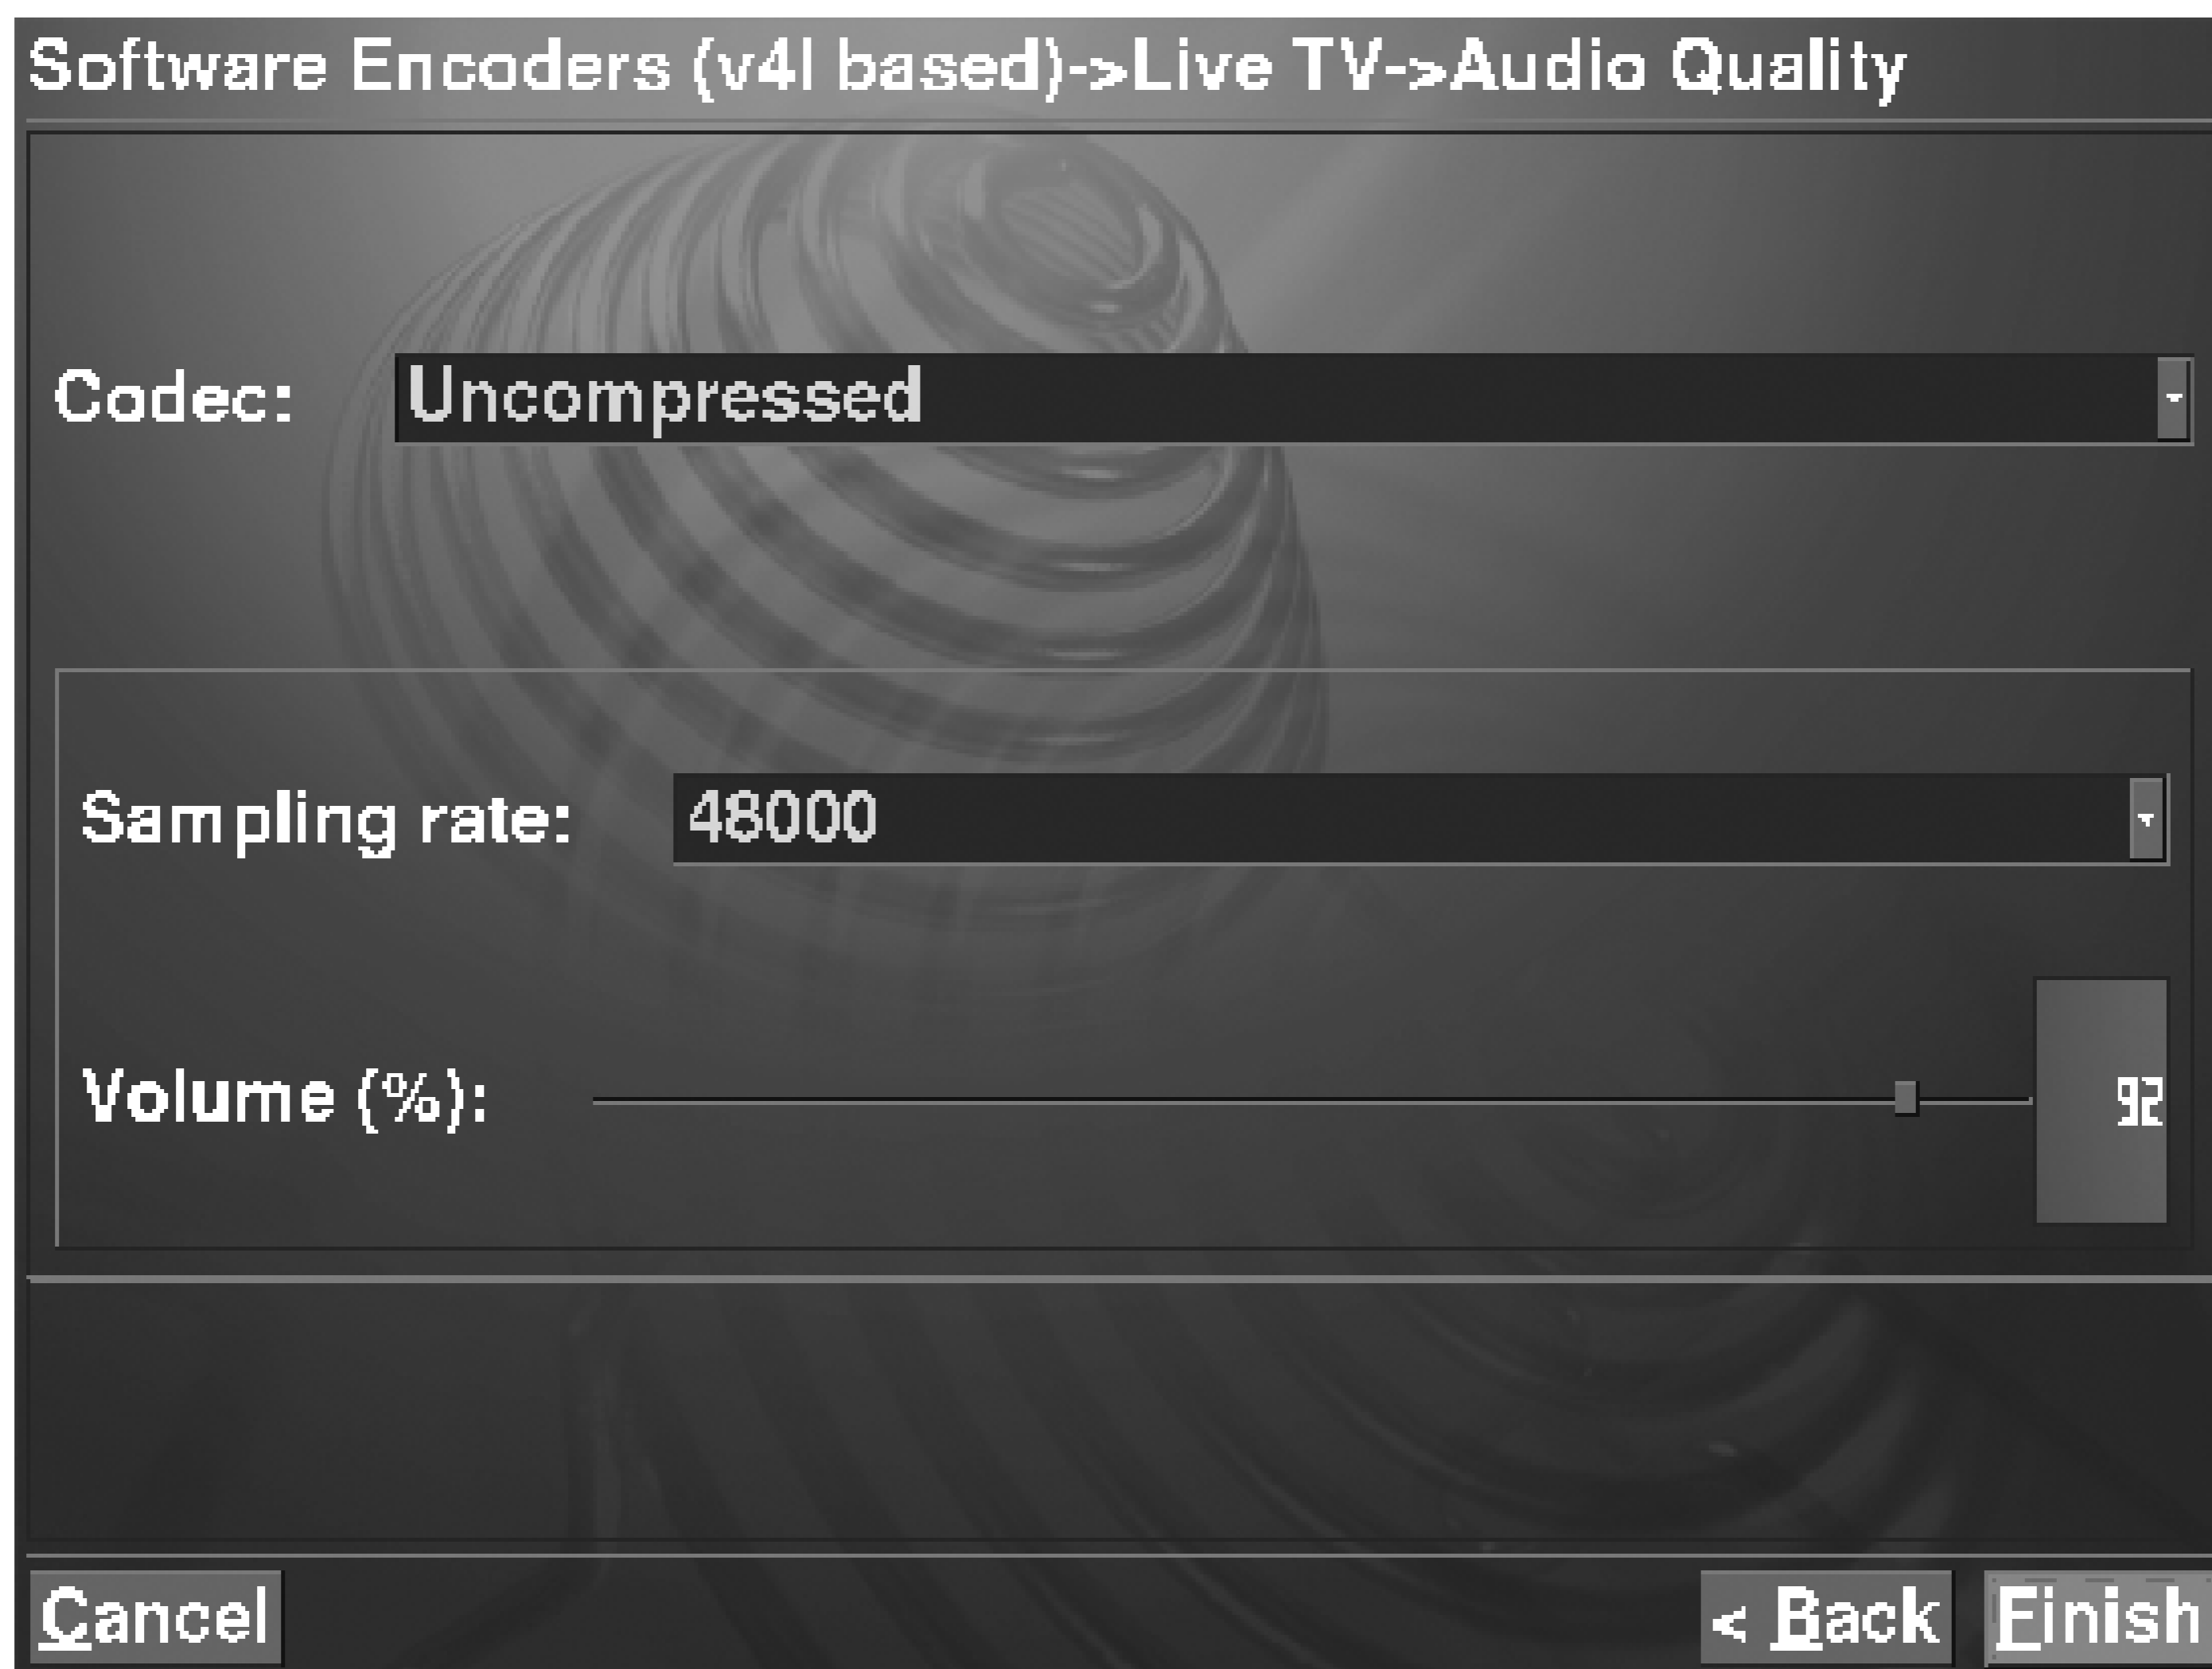 Software Encoders (v4l based)->Live TV->Audio Quality
Codec: Uncompressed
Sampling rate: 48000
Volume (%): 92
Cancel < Back Finish